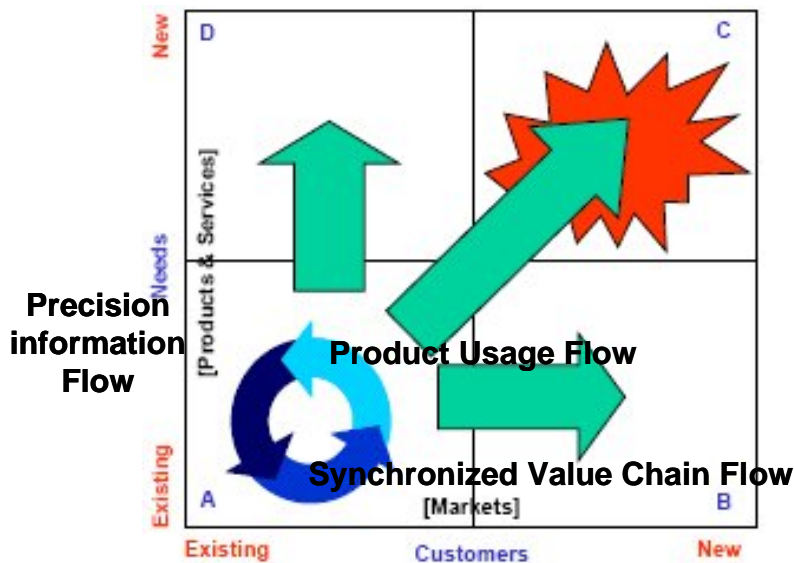 New
D
C
[Products & Services]
Needs
Precision
information
Flow
Product Usage Flow
Synchronized Value Chain Flow
Existing
A
[Markets]
B
Existing
Customers
New